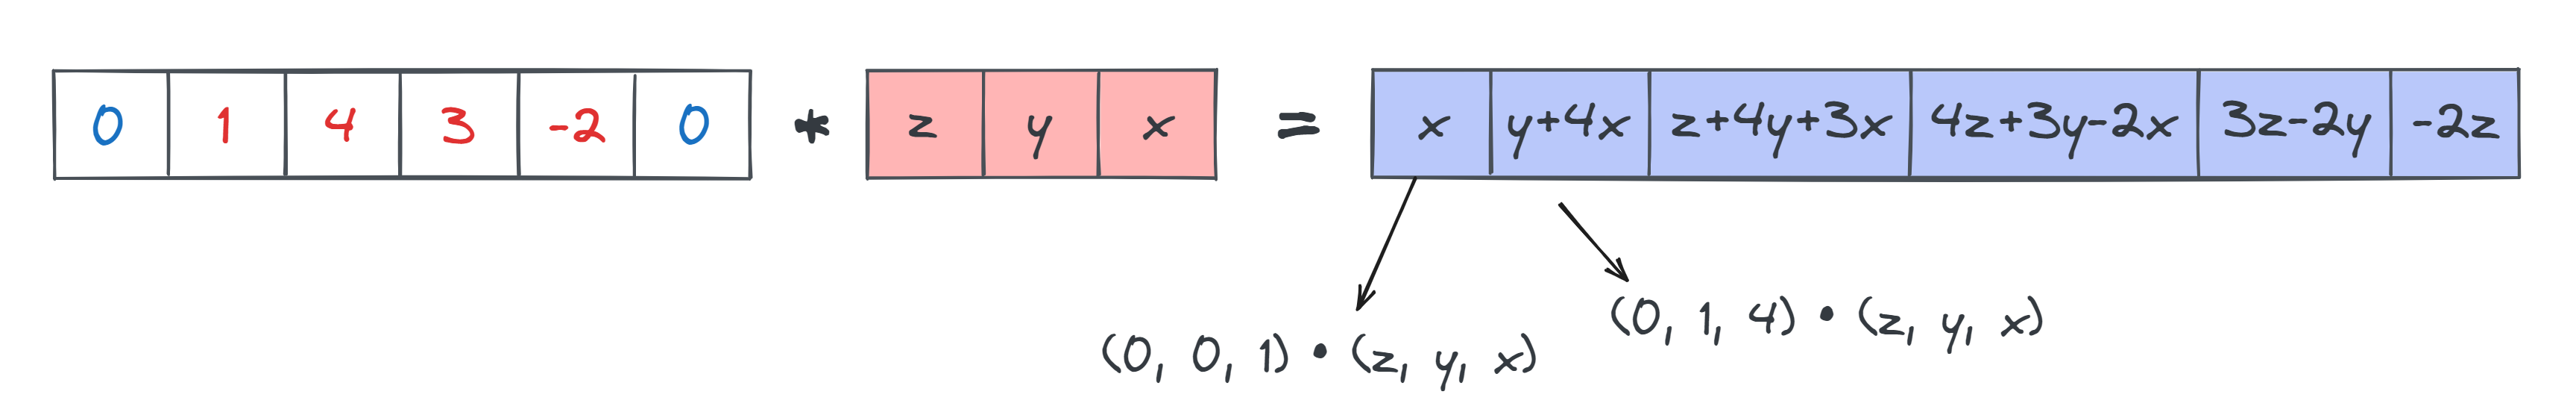 0 1 4 3 -2 0 * z y x = x y+4x z+4y+3x 4z+3y-2x 3z-2y -2z
(0, 1, 4) • (z, y, x)
(0, 0, 1) • (z, y, x)